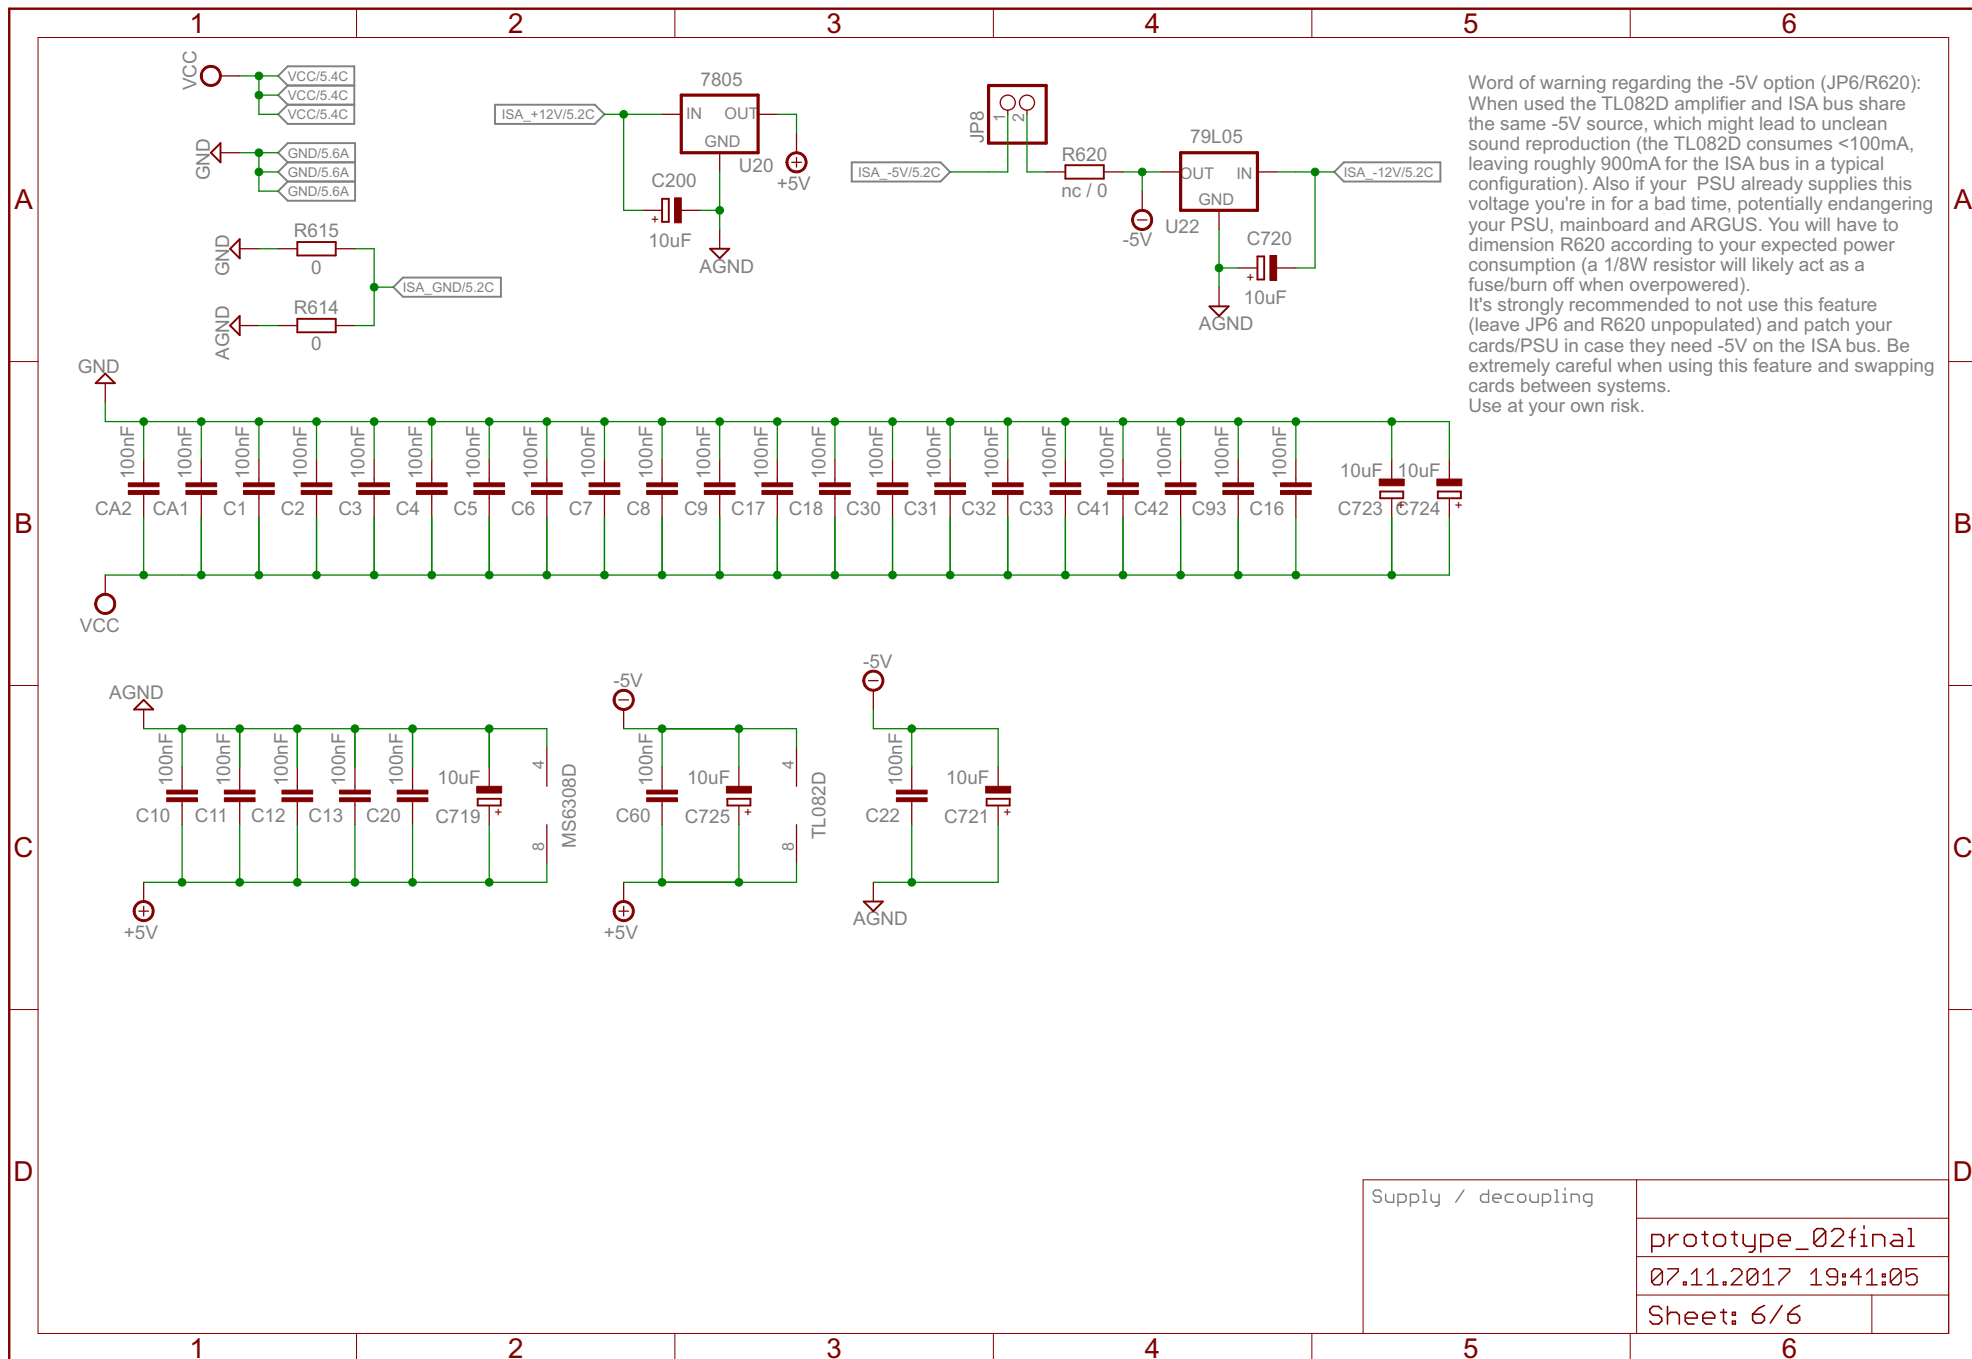 1 2 3 4 5 6
VCC
VCC/5.4C
VCC/5.4C
VCC/5.4C
GND
GND/5.6A
GND/5.6A
GND/5.6A
GND
R615
0
ISA_GND/5.2C
AGND
R614
0
ISA_+12V/5.2C
7805
IN OUT
GND
U20
+5V
C200
+
10uF
AGND
JP8
1
2
ISA_-5V/5.2C
R620
nc / 0
-5V
79L05
OUT IN
GND
U22
ISA_-12V/5.2C
C720
+
10uF
AGND
Word of warning regarding the -5V option (JP6/R620):
When used the TL082D amplifier and ISA bus share
the same -5V source, which might lead to unclean
sound reproduction (the TL082D consumes <100mA,
leaving roughly 900mA for the ISA bus in a typical
configuration). Also if your  PSU already supplies this
voltage you're in for a bad time, potentially endangering
your PSU, mainboard and ARGUS. You will have to
dimension R620 according to your expected power
consumption (a 1/8W resistor will likely act as a
fuse/burn off when overpowered).
It's strongly recommended to not use this feature
(leave JP6 and R620 unpopulated) and patch your
cards/PSU in case they need -5V on the ISA bus. Be
extremely careful when using this feature and swapping
cards between systems.
Use at your own risk.
A A
GND
100nF 100nF 100nF 100nF 100nF 100nF 100nF 100nF 100nF 100nF 100nF 100nF 100nF 100nF 100nF 100nF 100nF 100nF 100nF 100nF 100nF 10uF 10uF
CA2 CA1 C1 C2 C3 C4 C5 C6 C7 C8 C9 C17 C18 C30 C31 C32 C33 C41 C42 C93 C16 C723 C724
+ +
B B
VCC
AGND
100nF 100nF 100nF 100nF 100nF 10uF
C10 C11 C12 C13 C20 C719
+
4
8
MS6308D
+5V
-5V
100nF 10uF
C60 C725
+
4
8
TL082D
+5V
-5V
100nF 10uF
C22 C721
+
AGND
C C
D D
Supply / decoupling
prototype_02final
07.11.2017 19:41:05
Sheet: 6/6
1 2 3 4 5 6